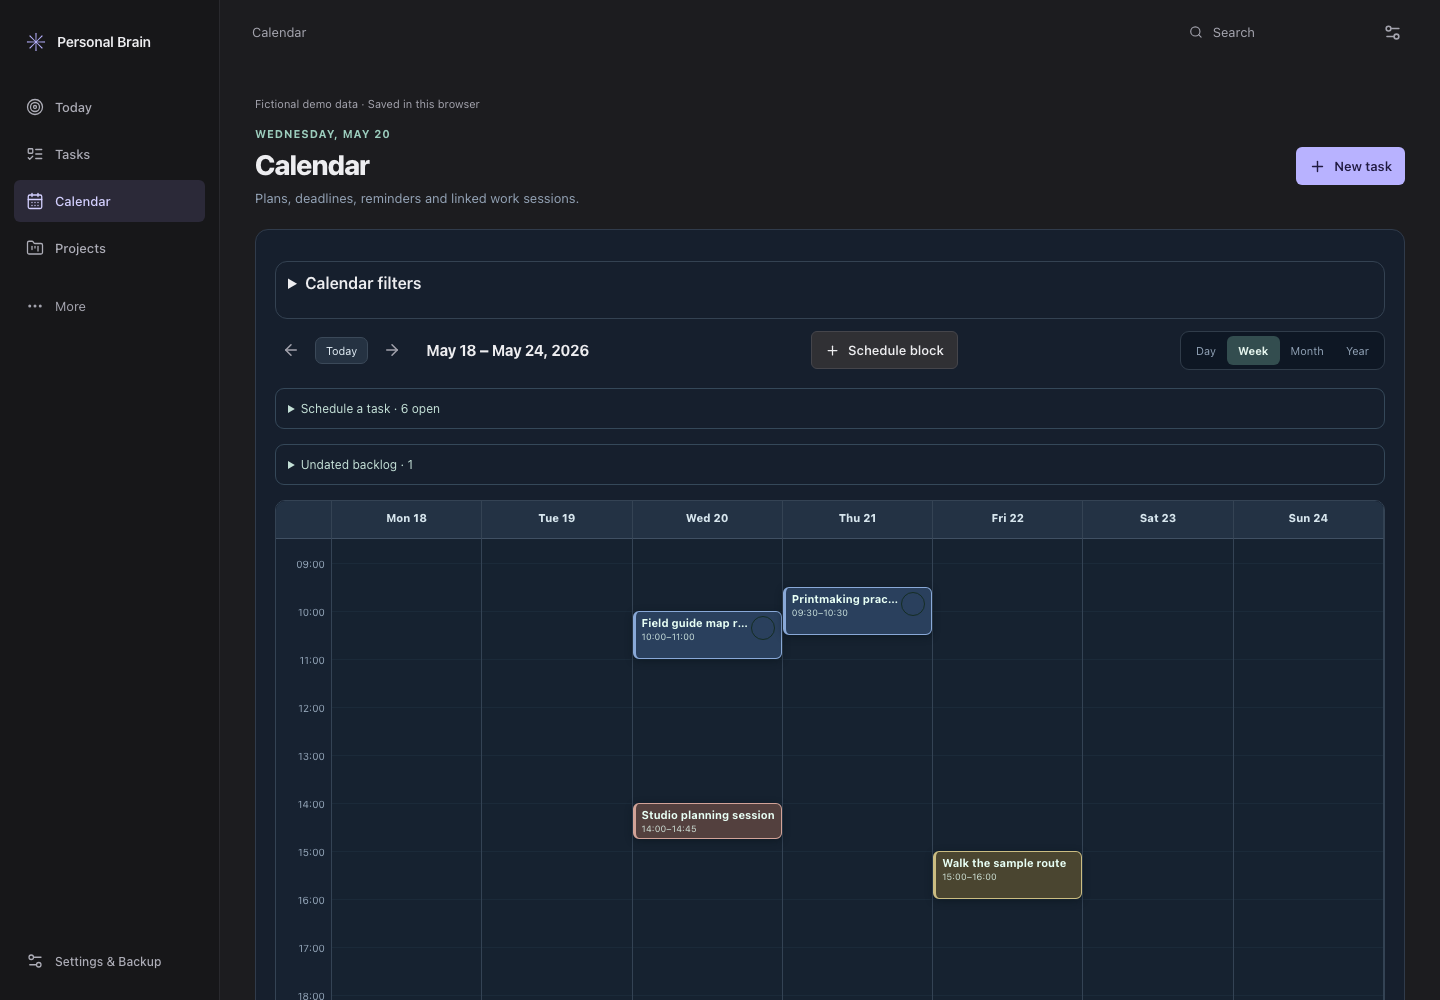 Personal Brain
Today
Tasks
Calendar
Projects
More
Settings & Backup
Calendar
Search
Fictional demo data · Saved in this browser
WEDNESDAY, MAY 20
Calendar
Plans, deadlines, reminders and linked work sessions.
New task
Calendar filters
Today
May 18 – May 24, 2026
Schedule block
Day Week Month Year
Schedule a task · 6 open
Undated backlog · 1
Mon 18 Tue 19 Wed 20 Thu 21 Fri 22 Sat 23 Sun 24
09:00
Printmaking prac...
09:30–10:30
10:00
Field guide map r...
10:00–11:00
11:00
12:00
13:00
14:00
Studio planning session
14:00–14:45
15:00
Walk the sample route
15:00–16:00
16:00
17:00
18:00